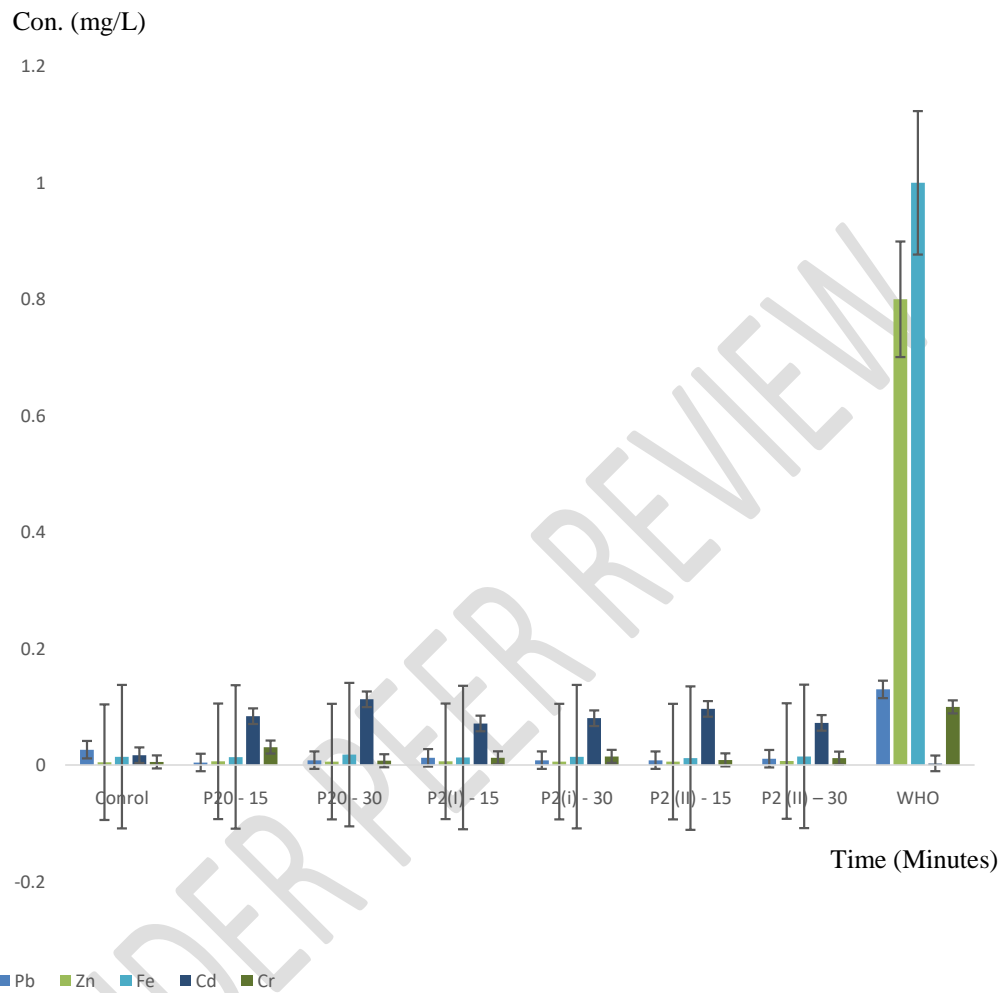 Con. (mg/L)
1.2
1
0.8
0.6
0.4
0.2
0
-0.2
Conrol
P20 - 15
P20 - 30
P2(I) - 15
P2(i) - 30
P2 (II) - 15
P2 (II) – 30
WHO
Time (Minutes)
Pb
Zn
Fe
Cd
Cr
UNDER PEER REVIEW